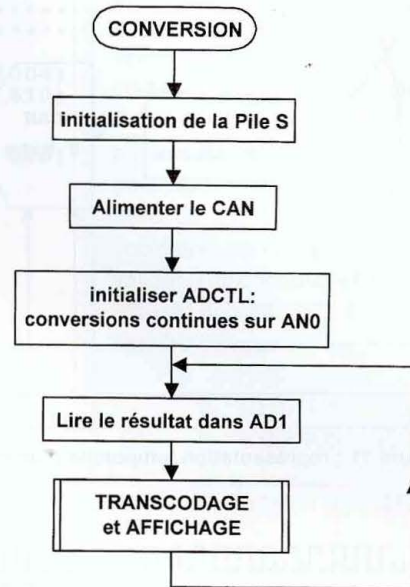 CONVERSION
initialisation de la Pile S
Alimenter le CAN
initialiser ADCTL:
conversions continues sur AN0
Lire le résultat dans AD1
TRANSCODAGE
et AFFICHAGE